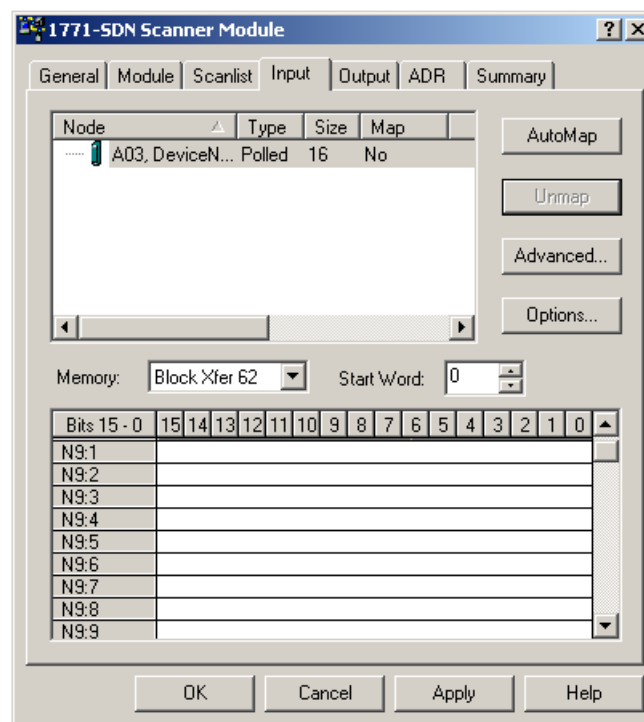 1771-SDN Scanner Module
General Module Scanlist Input Output ADR Summary
Node Type Size Map
A03, DeviceN... Polled 16 No
AutoMap
Unmap
Advanced...
Options...
Memory: Block Xfer 62 Start Word: 0
Bits 15 - 0 15 14 13 12 11 10 9 8 7 6 5 4 3 2 1 0
N9:1
N9:2
N9:3
N9:4
N9:5
N9:6
N9:7
N9:8
N9:9
OK Cancel Apply Help